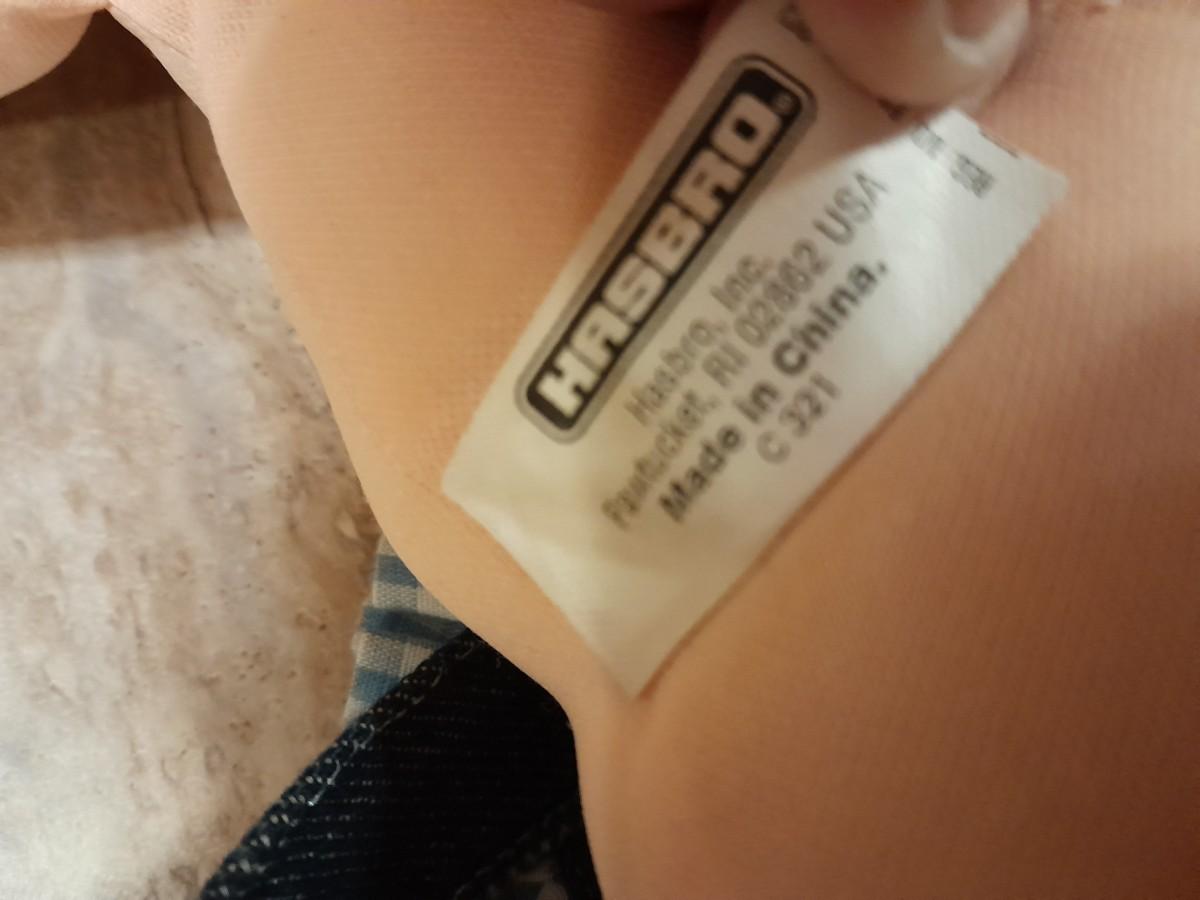 HASBRO®
Hasbro, Inc.
Pawtucket, RI 02862 USA
Made in China.
C 321